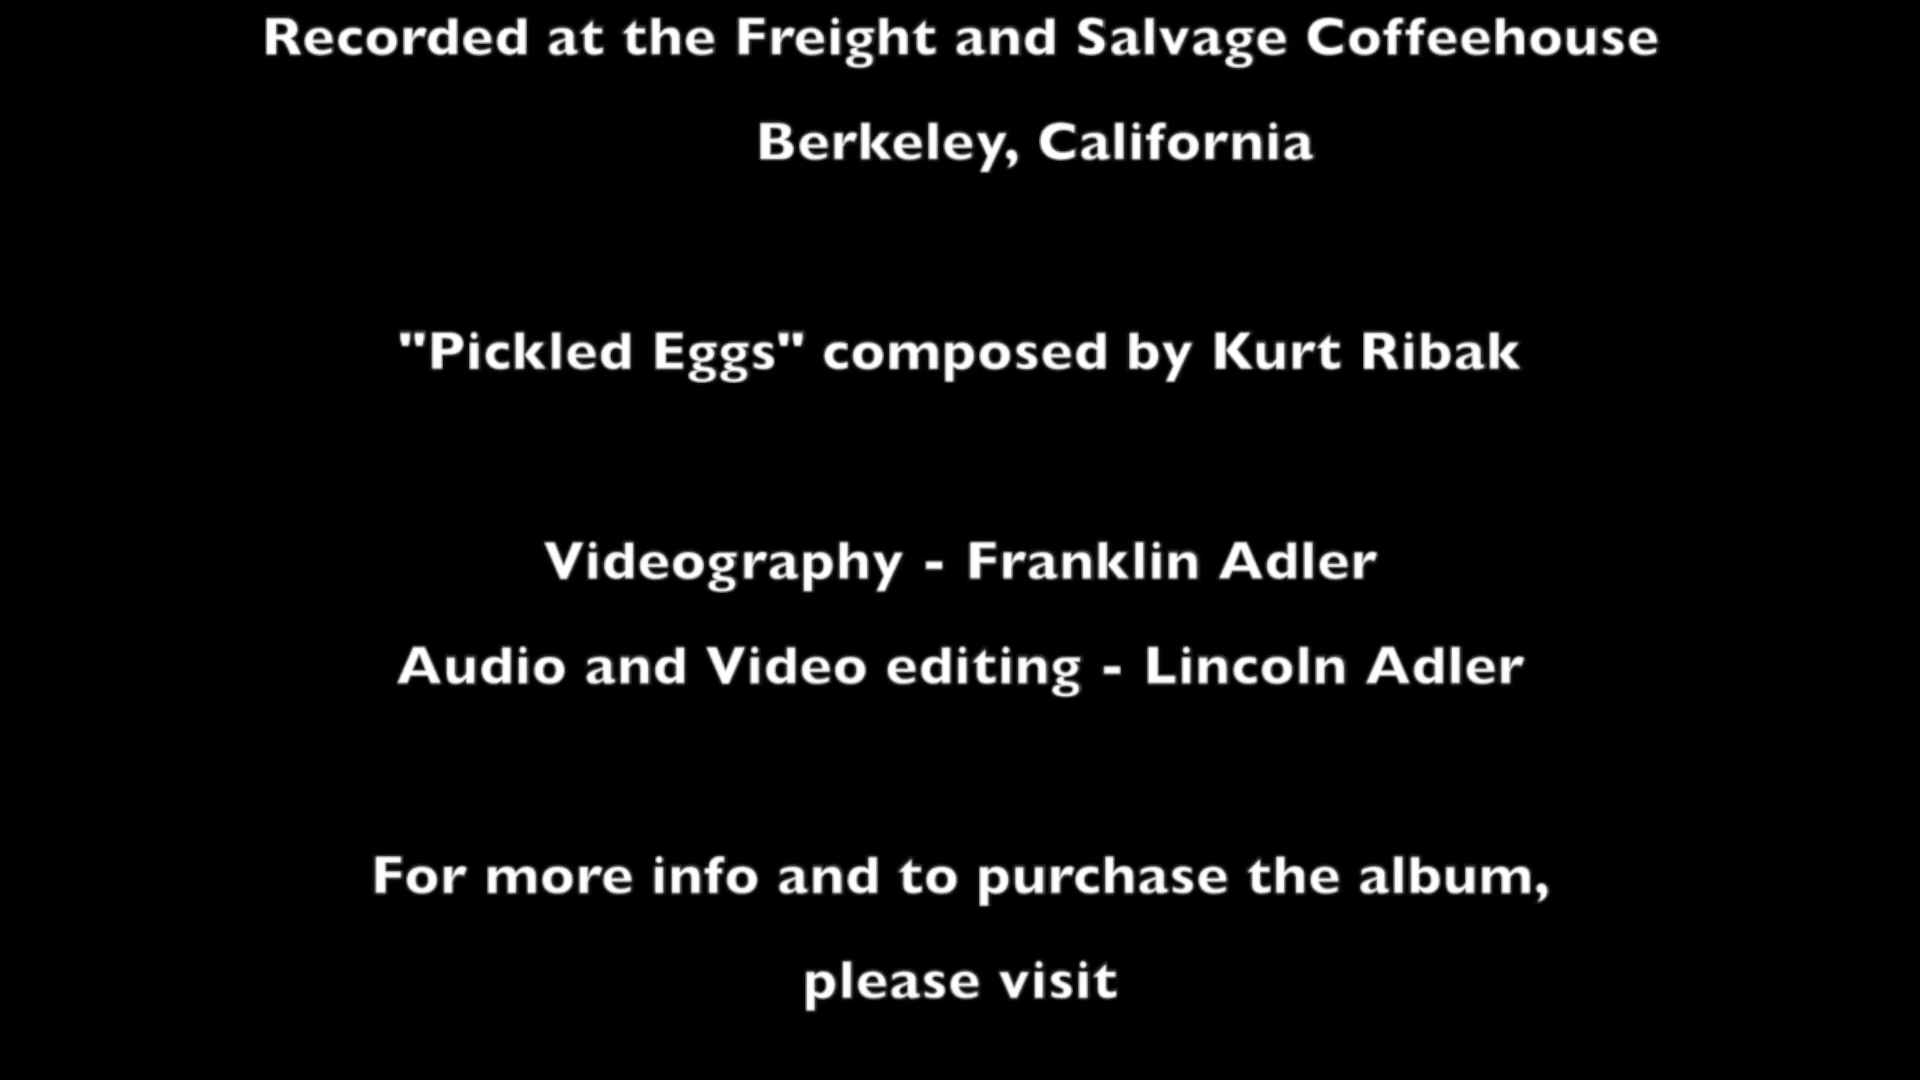 Recorded at the Freight and Salvage Coffeehouse
Berkeley, California
"Pickled Eggs" composed by Kurt Ribak
Videography - Franklin Adler
Audio and Video editing - Lincoln Adler
For more info and to purchase the album,
please visit